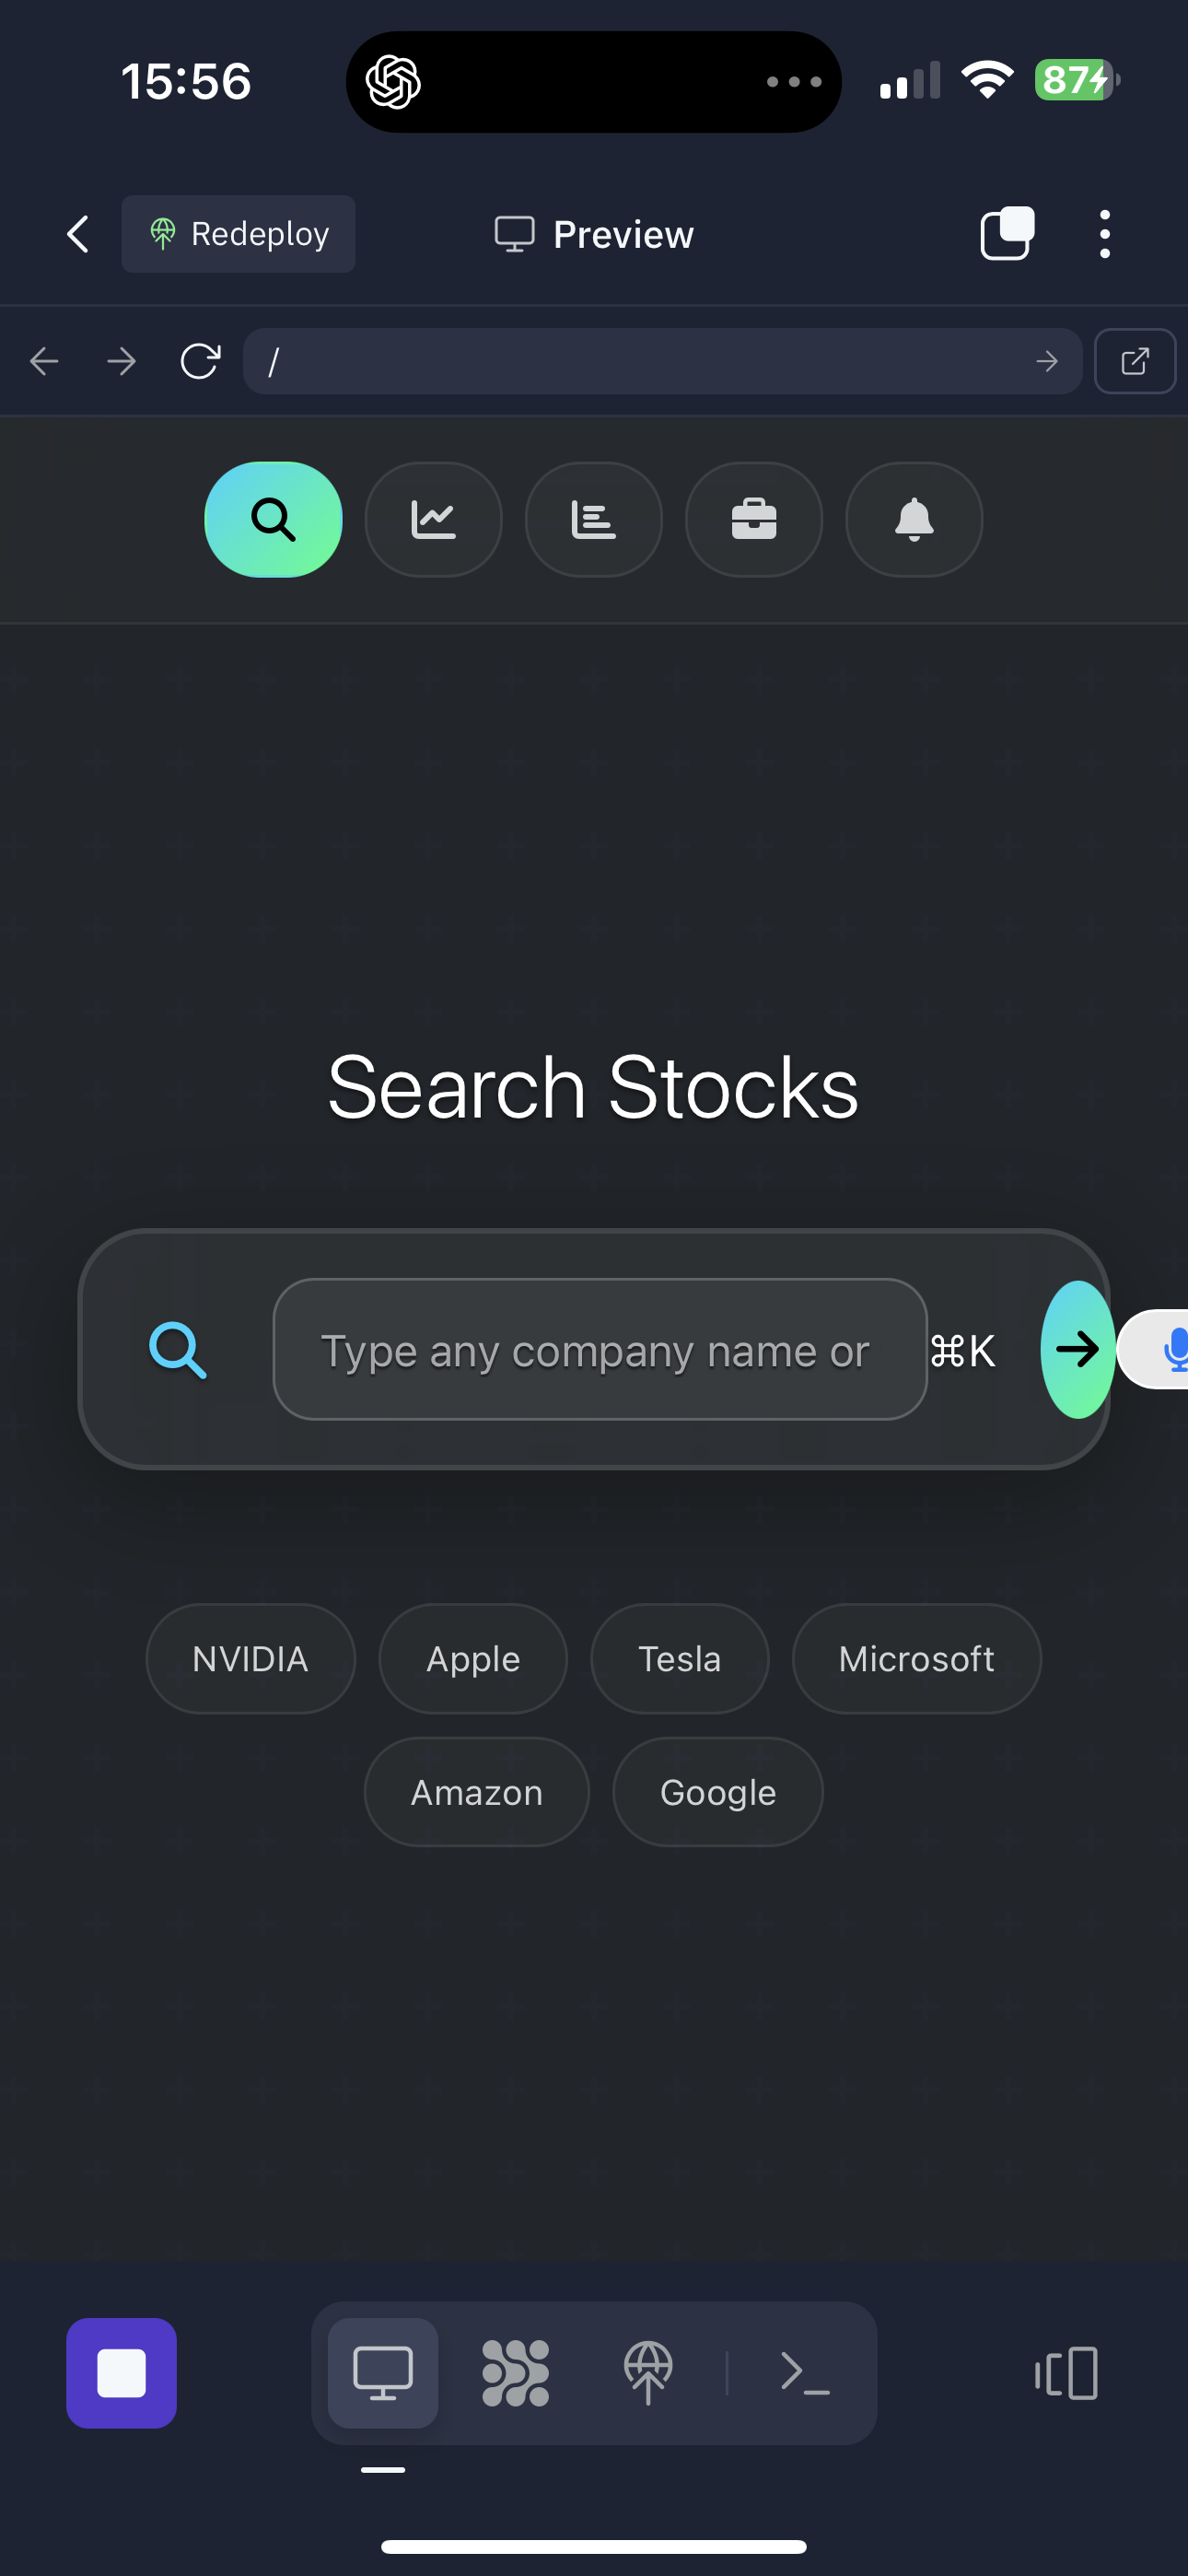 15:56
87
Redeploy
Preview
/
Search Stocks
Type any company name or
⌘K
NVIDIA
Apple
Tesla
Microsoft
Amazon
Google